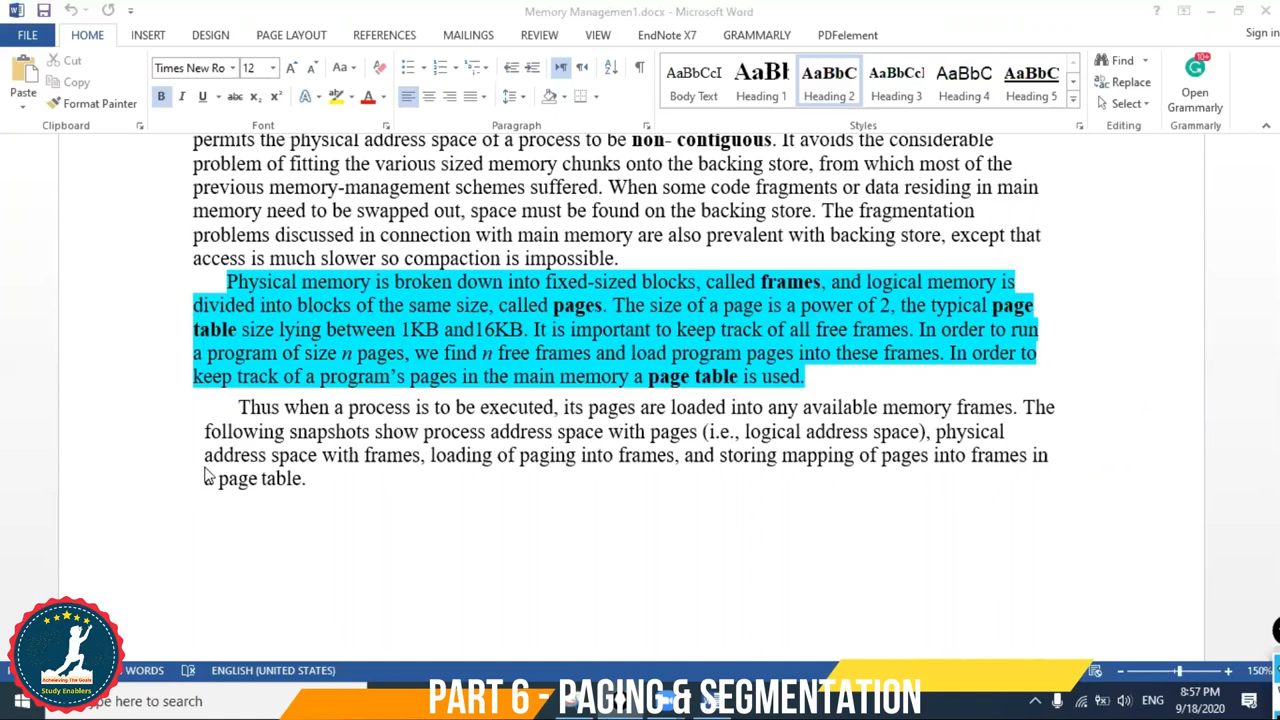 Memory Managemen1.docx - Microsoft Word
Sign in
FILE HOME INSERT DESIGN PAGE LAYOUT REFERENCES MAILINGS REVIEW VIEW EndNote X7 GRAMMARLY PDFelement
Paste
Cut
Copy
Format Painter
Clipboard
Times New Ro 12
Font
Paragraph
AaBbCcI AaBb AaBbC AaBbCc] AaBbC AaBbC
Body Text Heading 1 Heading 2 Heading 3 Heading 4 Heading 5
Styles
Find
Replace
Select
Editing
10+
Open
Grammarly
Grammarly
permits the physical address space of a process to be non- contiguous. It avoids the considerable
problem of fitting the various sized memory chunks onto the backing store, from which most of the
previous memory-management schemes suffered. When some code fragments or data residing in main
memory need to be swapped out, space must be found on the backing store. The fragmentation
problems discussed in connection with main memory are also prevalent with backing store, except that
access is much slower so compaction is impossible.
Physical memory is broken down into fixed-sized blocks, called frames, and logical memory is
divided into blocks of the same size, called pages. The size of a page is a power of 2, the typical page
table size lying between 1KB and16KB. It is important to keep track of all free frames. In order to run
a program of size n pages, we find n free frames and load program pages into these frames. In order to
keep track of a program’s pages in the main memory a page table is used.
Thus when a process is to be executed, its pages are loaded into any available memory frames. The
following snapshots show process address space with pages (i.e., logical address space), physical
address space with frames, loading of paging into frames, and storing mapping of pages into frames in
page table.
Achieveing The Goals
Study Enablers
WORDS ENGLISH (UNITED STATES) 150%
pe here to search
PART 6 - PAGING & SEGMENTATION
ENG
8:57 PM
9/18/2020